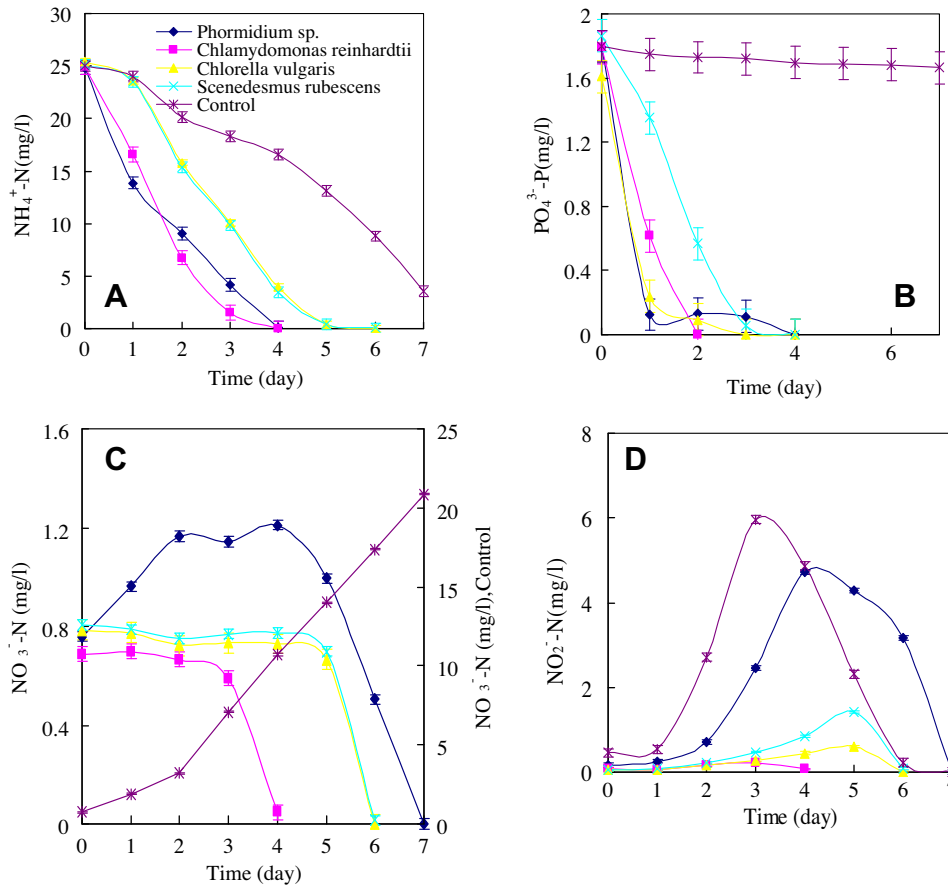 A
NH4+-N(mg/l)
30
25
20
15
10
5
0
Phormidium sp.
Chlamydomonas reinhardtii
Chlorella vulgaris
Scenedesmus rubescens
Control
0 1 2 3 4 5 6 7
Time (day)
B
PO43--P(mg/l)
2
1.6
1.2
0.8
0.4
0
0 2 4 6
Time (day)
C
NO3--N (mg/l)
1.6
1.2
0.8
0.4
0
25
20
15
10
5
0
NO3--N (mg/l),Control
0 1 2 3 4 5 6 7
Time (day)
D
NO2--N(mg/l)
8
6
4
2
0
0 1 2 3 4 5 6 7
Time (day)